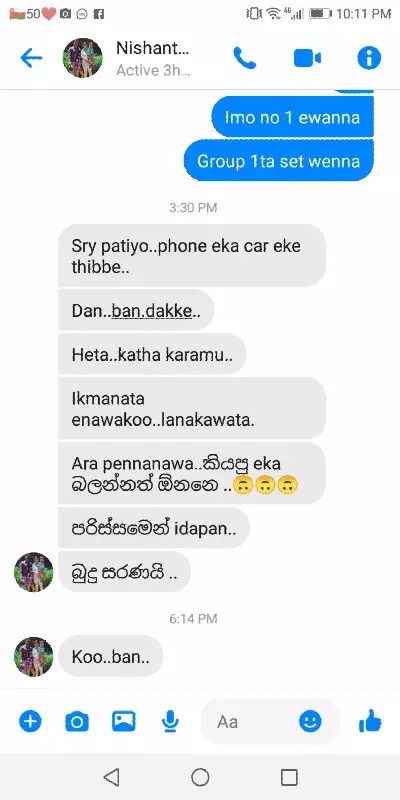 50
4G
10:11 PM
Nishant...
Active 3h...
Imo no 1 ewanna
Group 1ta set wenna
3:30 PM
Sry patiyo..phone eka car eke
thibbe..
Dan..ban.dakke..
Heta..katha karamu..
Ikmanata
enawakoo..lanakawata.
Ara pennanawa..කියපු eka
බලන්නත් ඕනනෙ ..🙃🙃🙃
පරිස්සමෙන් idapan..
බුදු සරණයි ..
6:14 PM
Koo..ban..
Aa